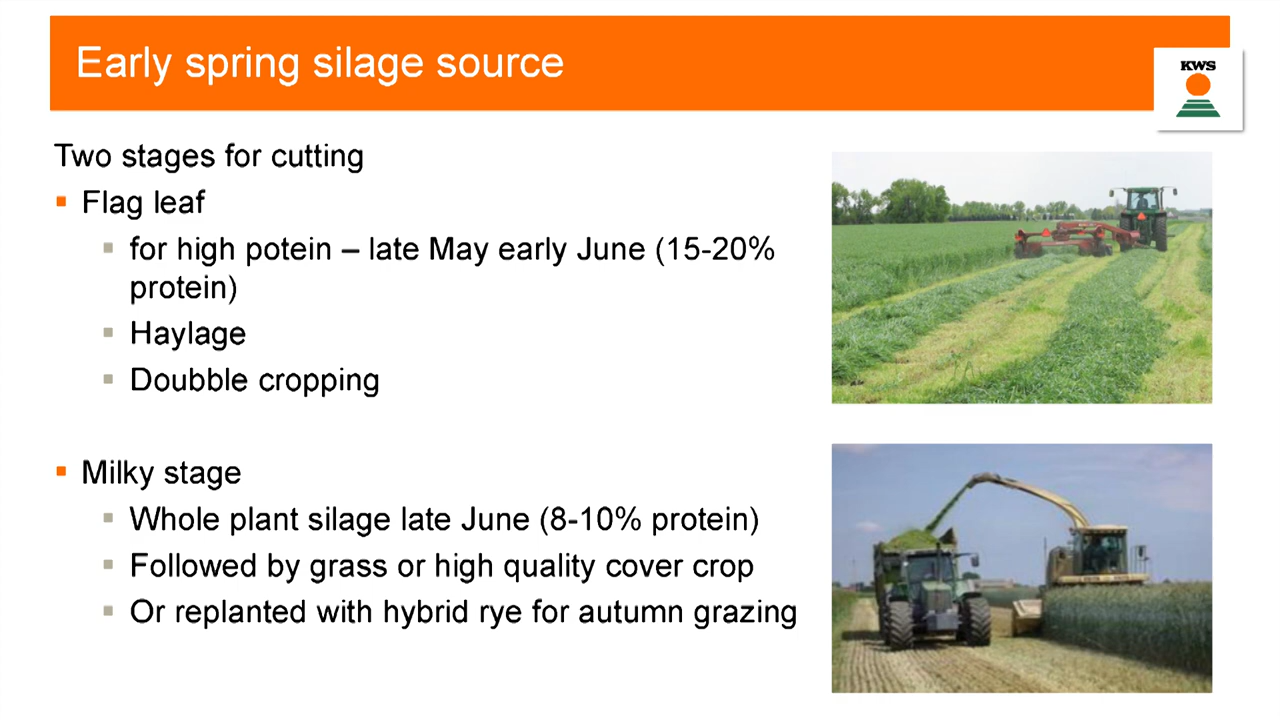 Early spring silage source
KWS
Two stages for cutting
Flag leaf
for high potein – late May early June (15-20%
protein)
Haylage
Doubble cropping
Milky stage
Whole plant silage late June (8-10% protein)
Followed by grass or high quality cover crop
Or replanted with hybrid rye for autumn grazing